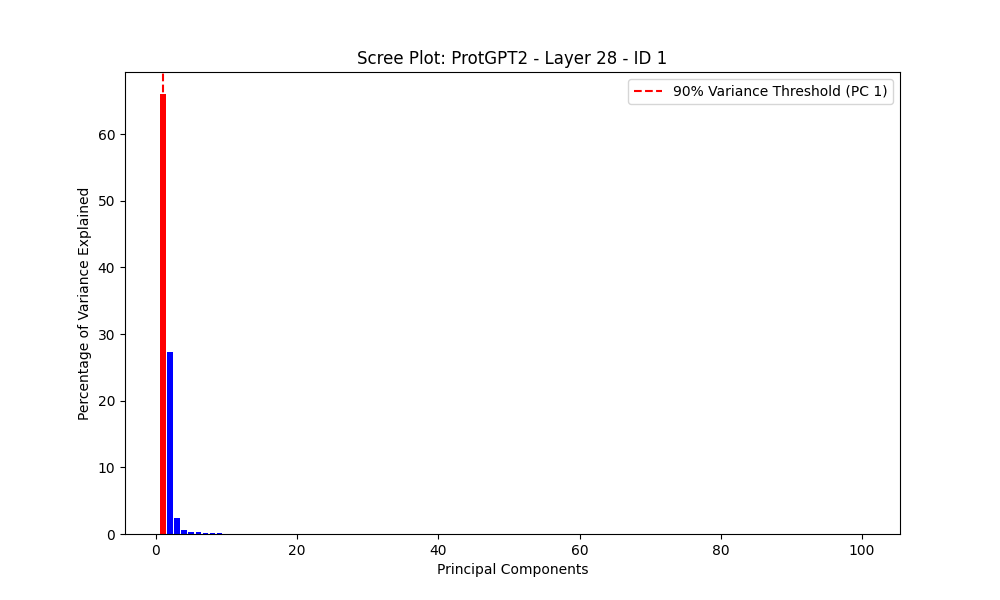 Scree Plot: ProtGPT2 - Layer 28 - ID 1
90% Variance Threshold (PC 1)
Percentage of Variance Explained
60
50
40
30
20
10
0
0 20 40 60 80 100
Principal Components